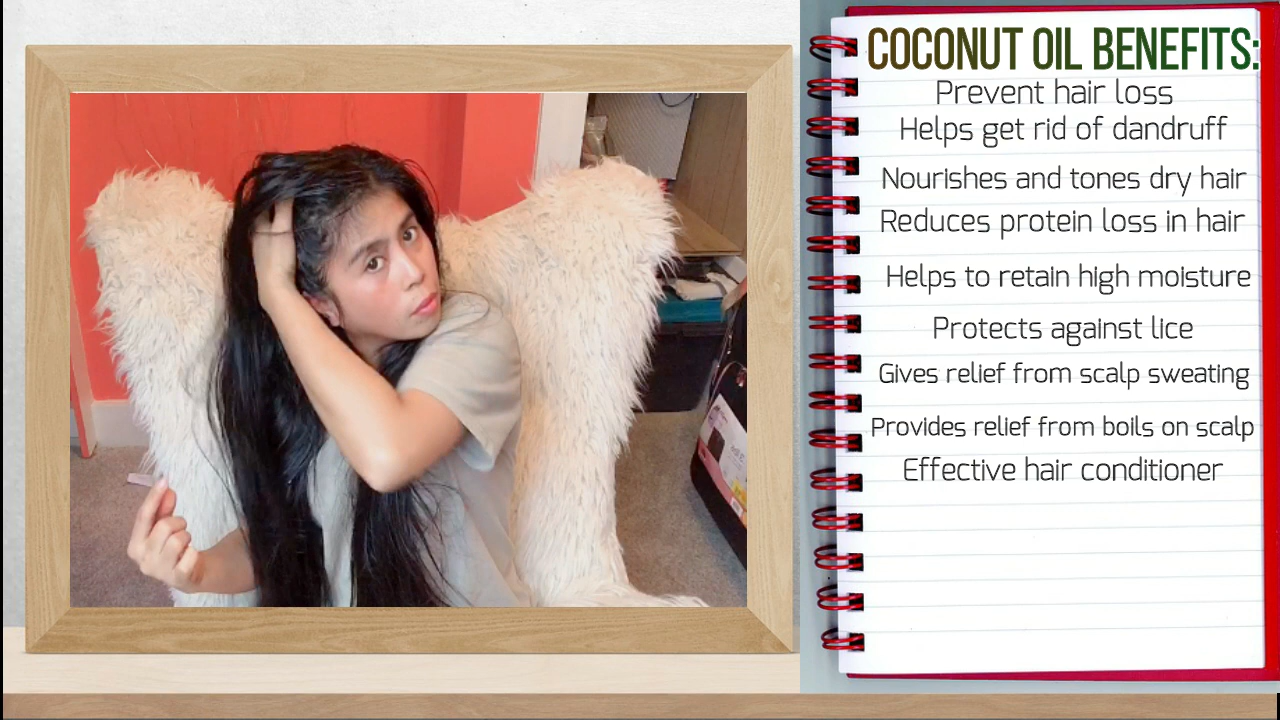 COCONUT OIL BENEFITS:
Prevent hair loss
Helps get rid of dandruff
Nourishes and tones dry hair
Reduces protein loss in hair
Helps to retain high moisture
Protects against lice
Gives relief from scalp sweating
Provides relief from boils on scalp
Effective hair conditioner